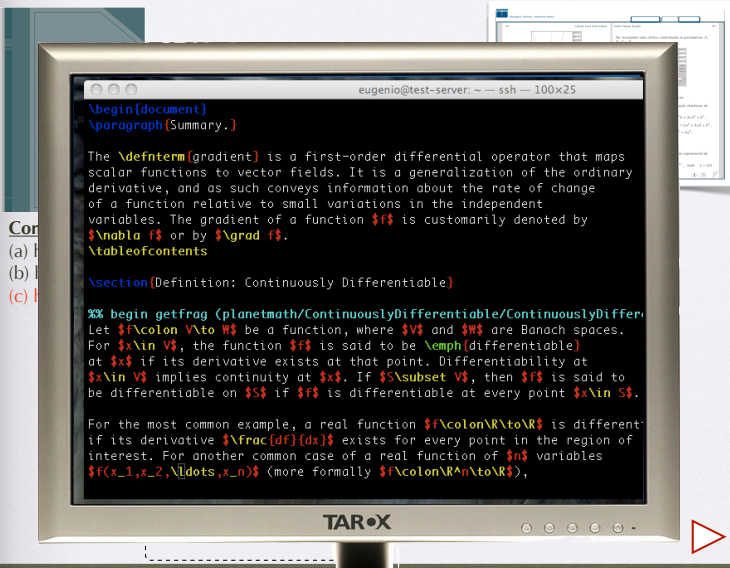 eugenio@test-server: ~ — ssh — 100×25
\begin{document}
\paragraph{Summary.}
The \defnterm{gradient} is a first-order differential operator that maps
scalar functions to vector fields. It is a generalization of the ordinary
derivative, and as such conveys information about the rate of change
of a function relative to small variations in the independent
variables. The gradient of a function $f$ is customarily denoted by
$\nabla f$ or by $\grad f$.
\tableofcontents
\section{Definition: Continuously Differentiable}
%% begin getfrag (planetmath/ContinuouslyDifferentiable/ContinuouslyDiffere
Let $f\colon V\to W$ be a function, where $V$ and $W$ are Banach spaces.
For $x\in V$, the function $f$ is said to be \emph{differentiable}
at $x$ if its derivative exists at that point. Differentiability at
$x\in V$ implies continuity at $x$. If $S\subset V$, then $f$ is said to
be differentiable on $S$ if $f$ is differentiable at every point $x\in S$.
For the most common example, a real function $f\colon\R\to\R$ is different
if its derivative $\frac{df}{dx}$ exists for every point in the region of
interest. For another common case of a real function of $n$ variables
$f(x_1,x_2,\ldots,x_n)$ (more formally $f\colon\R^n\to\R$),
TAROX
Con
(a) h
(b) h
(c) h